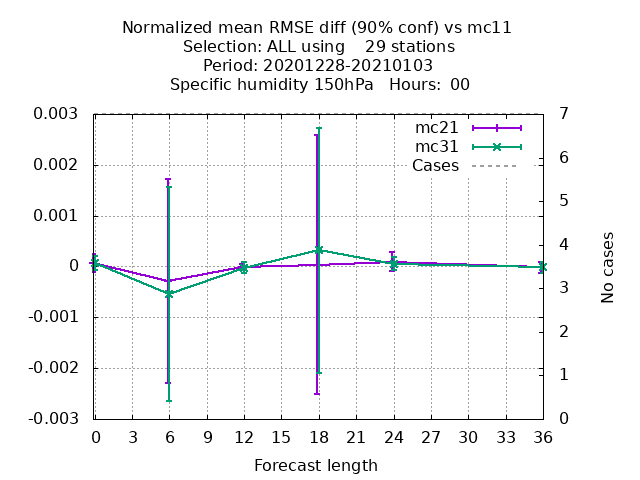 Normalized mean RMSE diff (90% conf) vs mc11
Selection: ALL using    29 stations
Period: 20201228-20210103
Specific humidity 150hPa   Hours:  00
mc21
mc31
Cases
0.003
0.002
0.001
0
-0.001
-0.002
-0.003
7
6
5
4
3
2
1
0
No cases
0 3 6 9 12 15 18 21 24 27 30 33 36
Forecast length